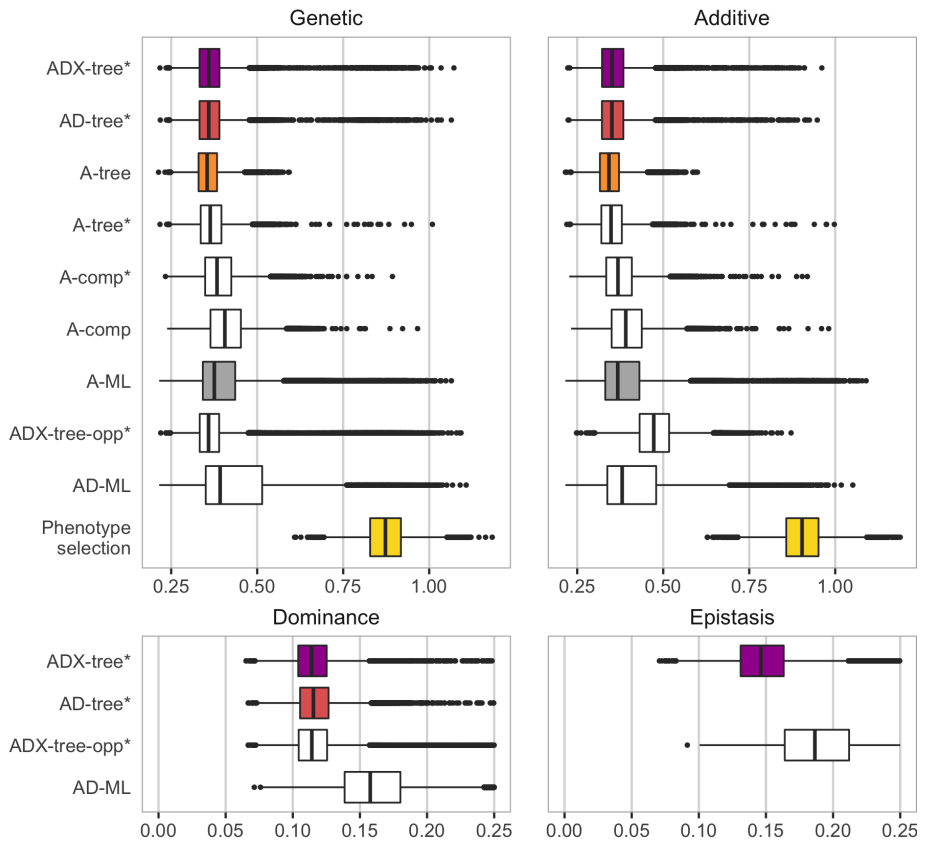 Genetic
Additive
ADX-tree*
AD-tree*
A-tree
A-tree*
A-comp*
A-comp
A-ML
ADX-tree-opp*
AD-ML
Phenotype
selection
0.25 0.50 0.75 1.00
0.25 0.50 0.75 1.00
Dominance
Epistasis
ADX-tree*
AD-tree*
ADX-tree-opp*
AD-ML
0.00 0.05 0.10 0.15 0.20 0.25
0.00 0.05 0.10 0.15 0.20 0.25